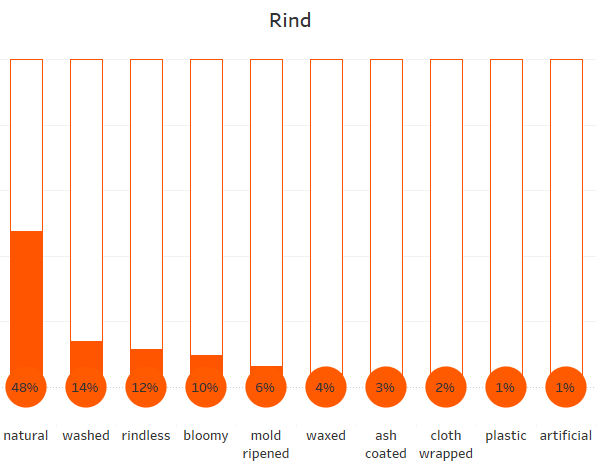 Rind
48% 14% 12% 10% 6% 4% 3% 2% 1% 1%
natural washed rindless bloomy mold waxed ash cloth plastic artificial
ripened coated wrapped